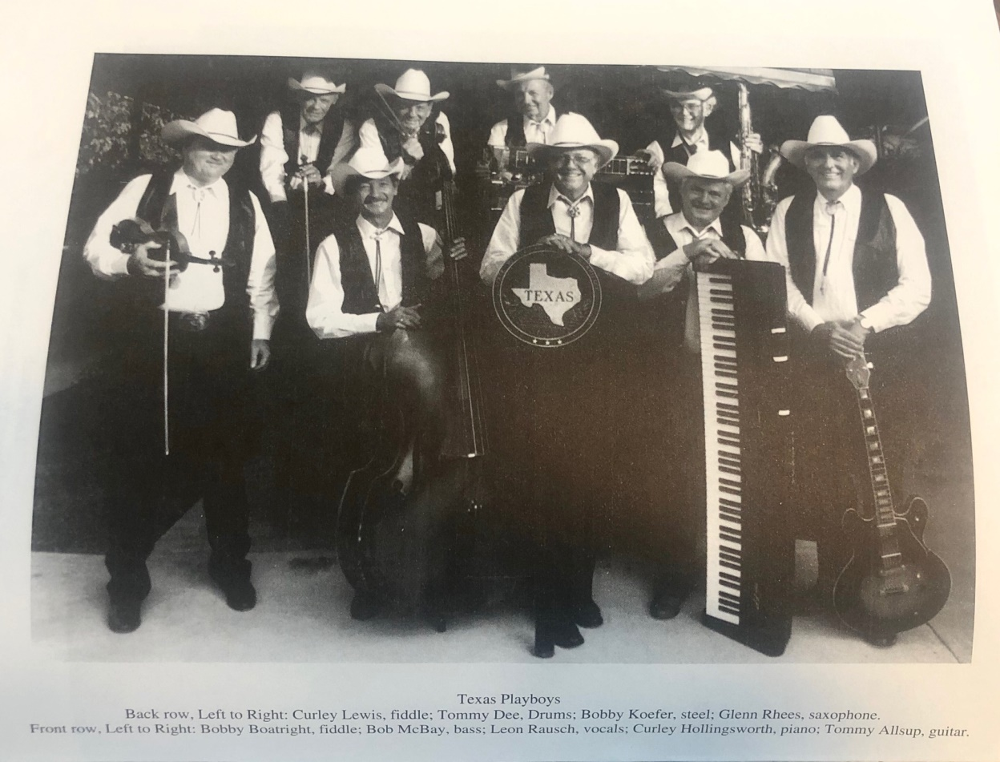 TEXAS
Texas Playboys
Back row, Left to Right: Curley Lewis, fiddle; Tommy Dee, Drums; Bobby Koefer, steel; Glenn Rhees, saxophone.
Front row, Left to Right: Bobby Boatright, fiddle; Bob McBay, bass; Leon Rausch, vocals; Curley Hollingsworth, piano; Tommy Allsup, guitar.